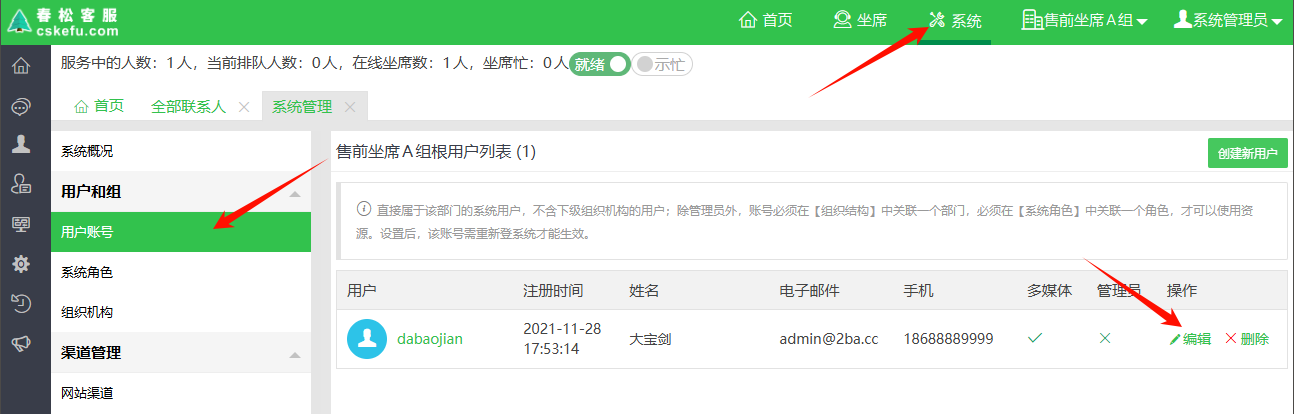 春松客服
cskefu.com
首页 坐席 系统 售前坐席A组 系统管理员
服务中的人数：1人，当前排队人数：0人，在线坐席数：1人，坐席忙：0人 就绪 示忙
首页 全部联系人 系统管理
系统概况
用户和组
用户账号
系统角色
组织机构
渠道管理
网站渠道
售前坐席A组根用户列表 (1) 创建新用户
直接属于该部门的系统用户，不含下级组织机构的用户；除管理员外，账号必须在【组织结构】中关联一个部门，必须在【系统角色】中关联一个角色，才可以使用资
源。设置后，该账号需重新登系统才能生效。
用户 注册时间 姓名 电子邮件 手机 多媒体 管理员 操作
dabaojian 2021-11-28 大宝剑 admin@2ba.cc 18688889999 编辑 删除
17:53:14